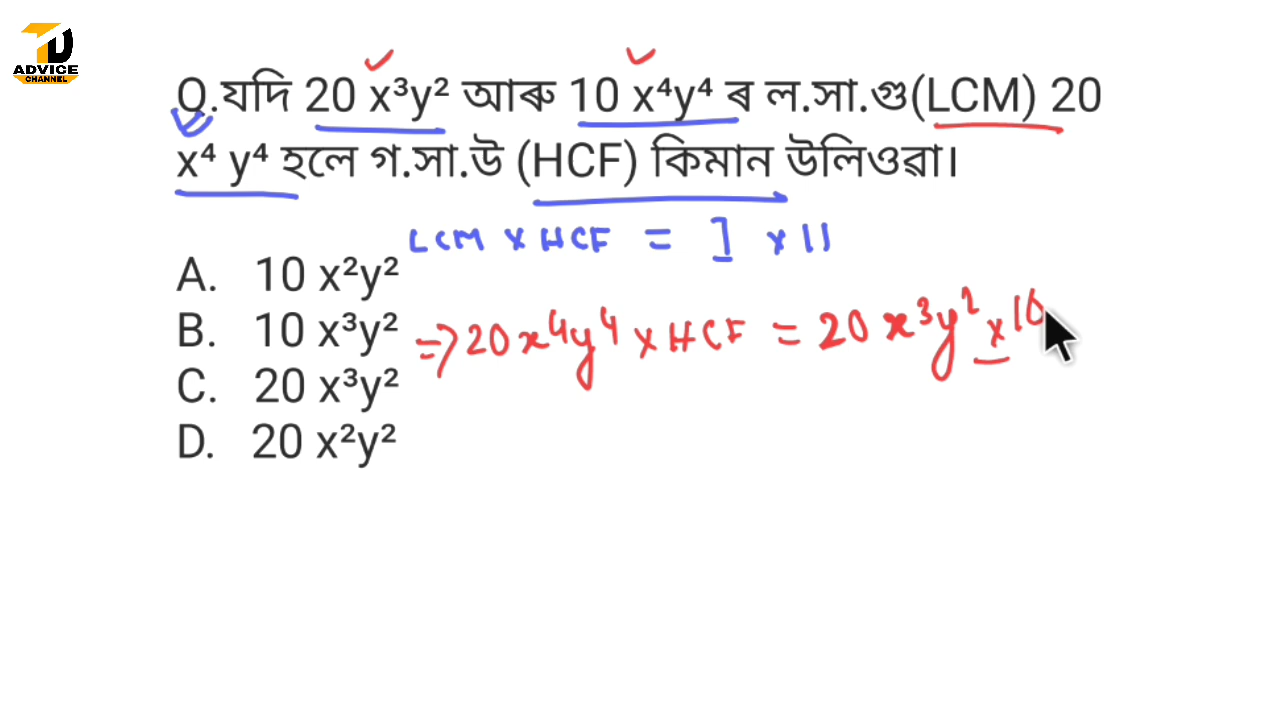 TD
ADVICE
CHANNEL
Q.যদি 20 x³y² আৰু 10 x⁴y⁴ ৰ ল.সা.গু(LCM) 20
x⁴ y⁴ হলে গ.সা.উ (HCF) কিমান উলিওৱা।
LCM x HCF = I x II
A. 10 x²y²
B. 10 x³y²
⇒ 20 x⁴y⁴ x HCF = 20 x³y² x 10
C. 20 x³y²
D. 20 x²y²